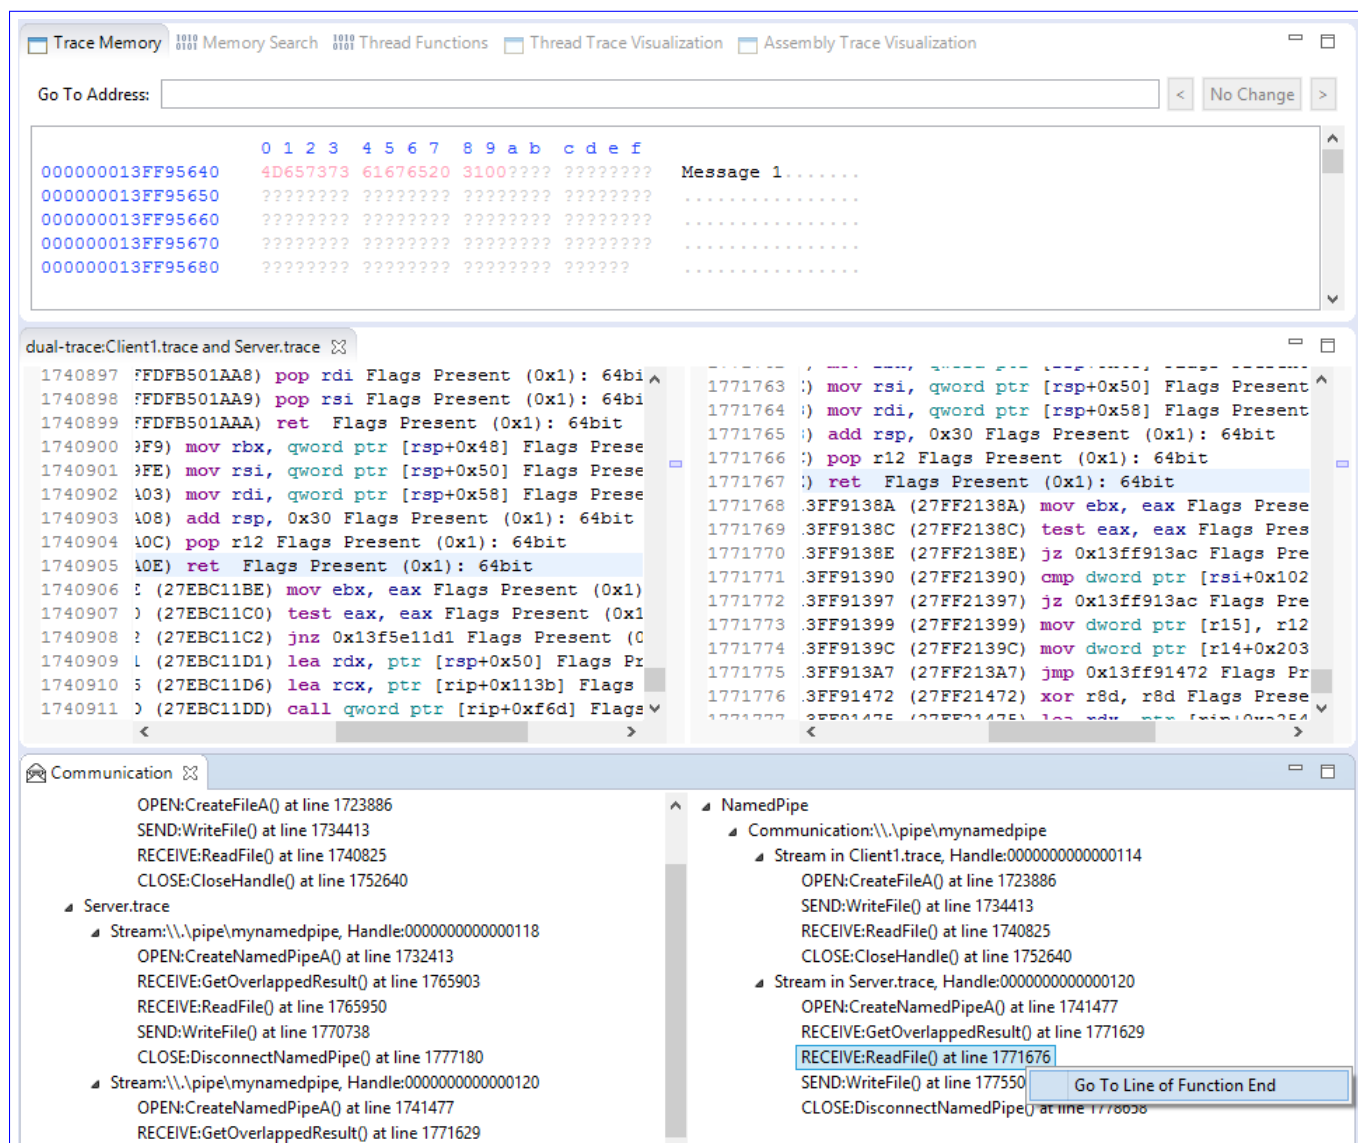 Trace Memory Memory Search Thread Functions Thread Trace Visualization Assembly Trace Visualization
Go To Address: < No Change >
0 1 2 3 4 5 6 7 8 9 a b c d e f
000000013FF95640 4D657373 61676520 3100???? ???????? Message 1.......
000000013FF95650 ???????? ???????? ???????? ???????? ................
000000013FF95660 ???????? ???????? ???????? ???????? ................
000000013FF95670 ???????? ???????? ???????? ???????? ................
000000013FF95680 ???????? ???????? ???????? ?????? ................
dual-trace:Client1.trace and Server.trace
1740897 FFDFB501AA8) pop rdi Flags Present (0x1): 64bi
1740898 FFDFB501AA9) pop rsi Flags Present (0x1): 64bi
1740899 FFDFB501AAA) ret Flags Present (0x1): 64bit
1740900 9F9) mov rbx, qword ptr [rsp+0x48] Flags Prese
1740901 9FE) mov rsi, qword ptr [rsp+0x50] Flags Prese
1740902 A03) mov rdi, qword ptr [rsp+0x58] Flags Prese
1740903 A08) add rsp, 0x30 Flags Present (0x1): 64bit
1740904 A0C) pop r12 Flags Present (0x1): 64bit
1740905 A0E) ret Flags Present (0x1): 64bit
1740906 (27EBC11BE) mov ebx, eax Flags Present (0x1)
1740907 ) (27EBC11C0) test eax, eax Flags Present (0x1
1740908 2 (27EBC11C2) jnz 0x13f5e11d1 Flags Present (0
1740909 1 (27EBC11D1) lea rdx, ptr [rsp+0x50] Flags Pr
1740910 5 (27EBC11D6) lea rcx, ptr [rip+0x113b] Flags
1740911 ) (27EBC11DD) call qword ptr [rip+0xf6d] Flags
1771763 ) mov rsi, qword ptr [rsp+0x50] Flags Present
1771764 ) mov rdi, qword ptr [rsp+0x58] Flags Present
1771765 ) add rsp, 0x30 Flags Present (0x1): 64bit
1771766 ) pop r12 Flags Present (0x1): 64bit
1771767 ) ret Flags Present (0x1): 64bit
1771768 .3FF9138A (27FF2138A) mov ebx, eax Flags Prese
1771769 .3FF9138C (27FF2138C) test eax, eax Flags Pres
1771770 .3FF9138E (27FF2138E) jz 0x13ff913ac Flags Pre
1771771 .3FF91390 (27FF21390) cmp dword ptr [rsi+0x102
1771772 .3FF91397 (27FF21397) jz 0x13ff913ac Flags Pre
1771773 .3FF91399 (27FF21399) mov dword ptr [r15], r12
1771774 .3FF9139C (27FF2139C) mov dword ptr [r14+0x203
1771775 .3FF913A7 (27FF213A7) jmp 0x13ff91472 Flags Pr
1771776 .3FF91472 (27FF21472) xor r8d, r8d Flags Prese
Communication
OPEN:CreateFileA() at line 1723886
SEND:WriteFile() at line 1734413
RECEIVE:ReadFile() at line 1740825
CLOSE:CloseHandle() at line 1752640
Server.trace
Stream:\\.\pipe\mynamedpipe, Handle:0000000000000118
OPEN:CreateNamedPipeA() at line 1732413
RECEIVE:GetOverlappedResult() at line 1765903
RECEIVE:ReadFile() at line 1765950
SEND:WriteFile() at line 1770738
CLOSE:DisconnectNamedPipe() at line 1777180
Stream:\\.\pipe\mynamedpipe, Handle:0000000000000120
OPEN:CreateNamedPipeA() at line 1741477
RECEIVE:GetOverlappedResult() at line 1771629
NamedPipe
Communication:\\.\pipe\mynamedpipe
Stream in Client1.trace, Handle:0000000000000114
OPEN:CreateFileA() at line 1723886
SEND:WriteFile() at line 1734413
RECEIVE:ReadFile() at line 1740825
CLOSE:CloseHandle() at line 1752640
Stream in Server.trace, Handle:0000000000000120
OPEN:CreateNamedPipeA() at line 1741477
RECEIVE:GetOverlappedResult() at line 1771629
RECEIVE:ReadFile() at line 1771676
SEND:WriteFile() at line 177550
Go To Line of Function End
CLOSE:DisconnectNamedPipe() at line 1778658